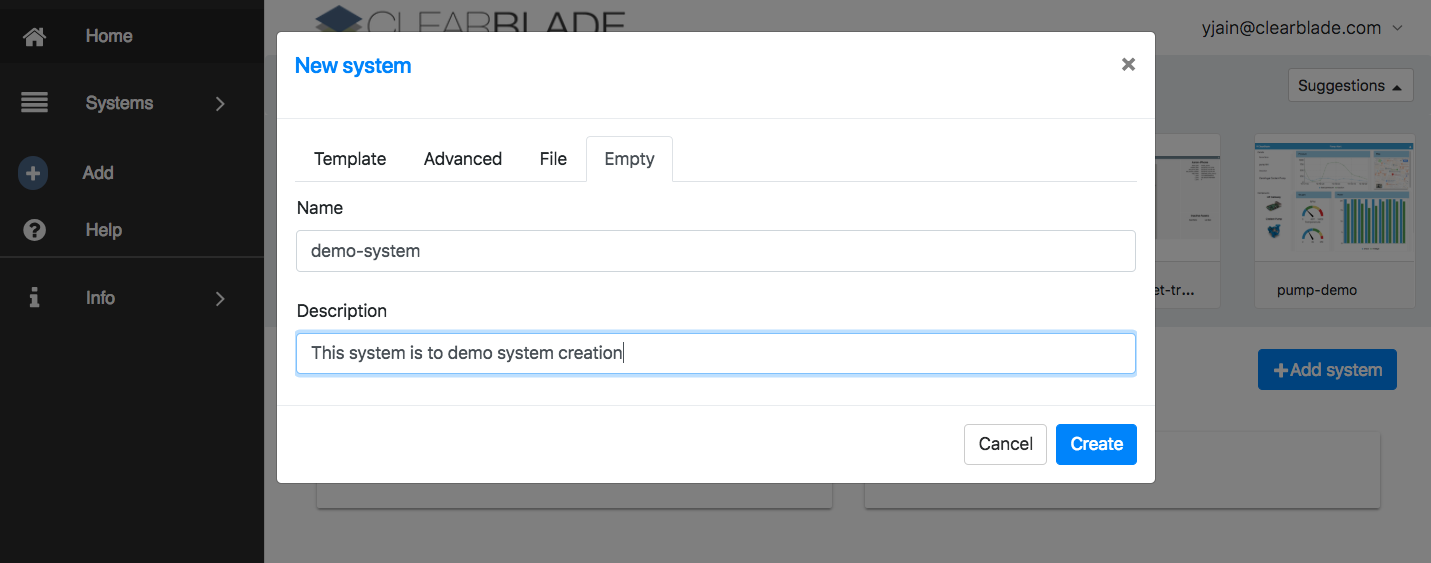 Home
Systems
Add
Help
Info
CLEARBLADE
yjain@clearblade.com
Suggestions
New system
×
Template
Advanced
File
Empty
Name
demo-system
Description
This system is to demo system creation
Cancel
Create
et-tr...
pump-demo
+Add system